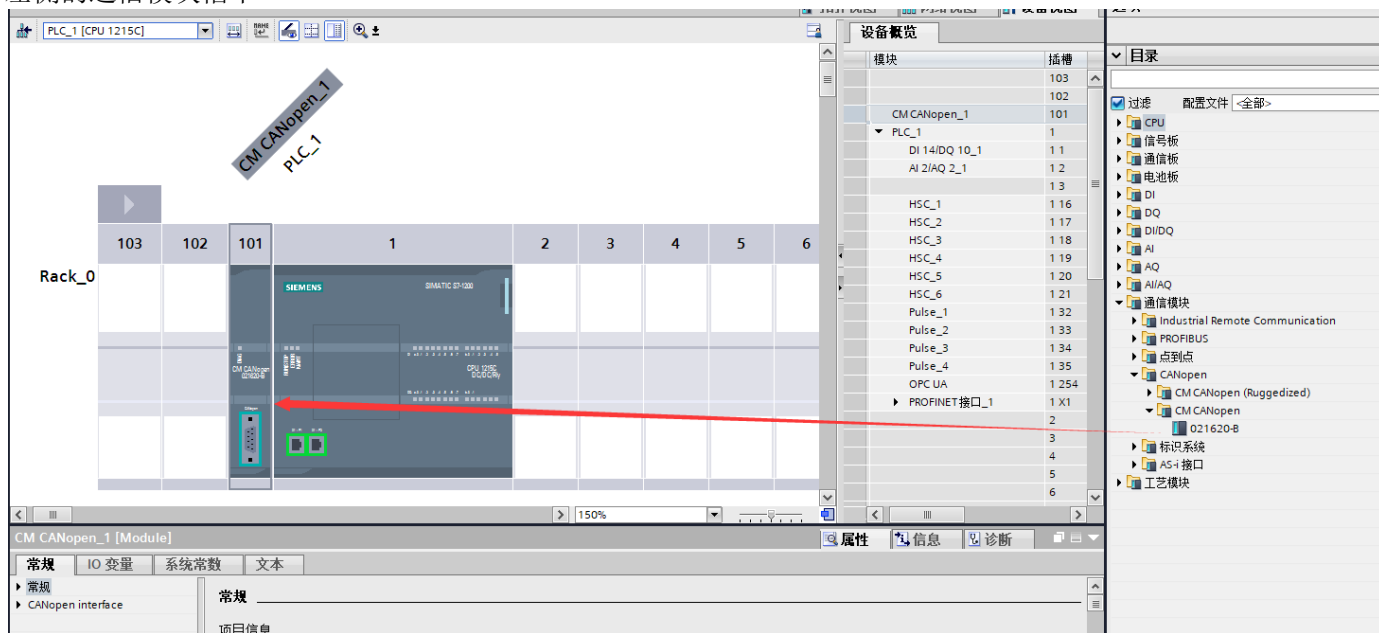 PLC_1 [CPU 1215C]
CM CANopen_1
PLC_1
103
102
101
1
2
3
4
5
6
Rack_0
SIEMENS
SIMATIC S7-1200
CM CANopen
021620-B
CPU 1215C
DC/DC/Rly
150%
设备概览
模块
插槽
103
102
CM CANopen_1 101
PLC_1 1
DI 14/DQ 10_1 1 1
AI 2/AQ 2_1 1 2
1 3
HSC_1 1 16
HSC_2 1 17
HSC_3 1 18
HSC_4 1 19
HSC_5 1 20
HSC_6 1 21
Pulse_1 1 32
Pulse_2 1 33
Pulse_3 1 34
Pulse_4 1 35
OPC UA 1 254
PROFINET接口_1 1 X1
2
3
4
5
6
目录
过滤 配置文件 <全部>
CPU
信号板
通信板
电池板
DI
DQ
DI/DQ
AI
AQ
AI/AQ
通信模块
Industrial Remote Communication
PROFIBUS
点到点
CANopen
CM CANopen (Ruggedized)
CM CANopen
021620-B
标识系统
AS-i 接口
工艺模块
CM CANopen_1 [Module]
属性
信息
诊断
常规
IO 变量
系统常数
文本
常规
CANopen interface
常规
项目信息